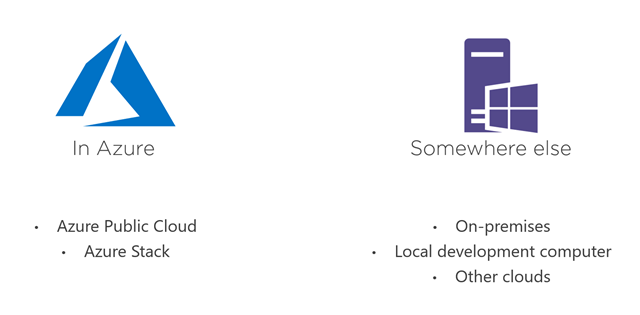 In Azure
• Azure Public Cloud
• Azure Stack
Somewhere else
• On-premises
• Local development computer
• Other clouds